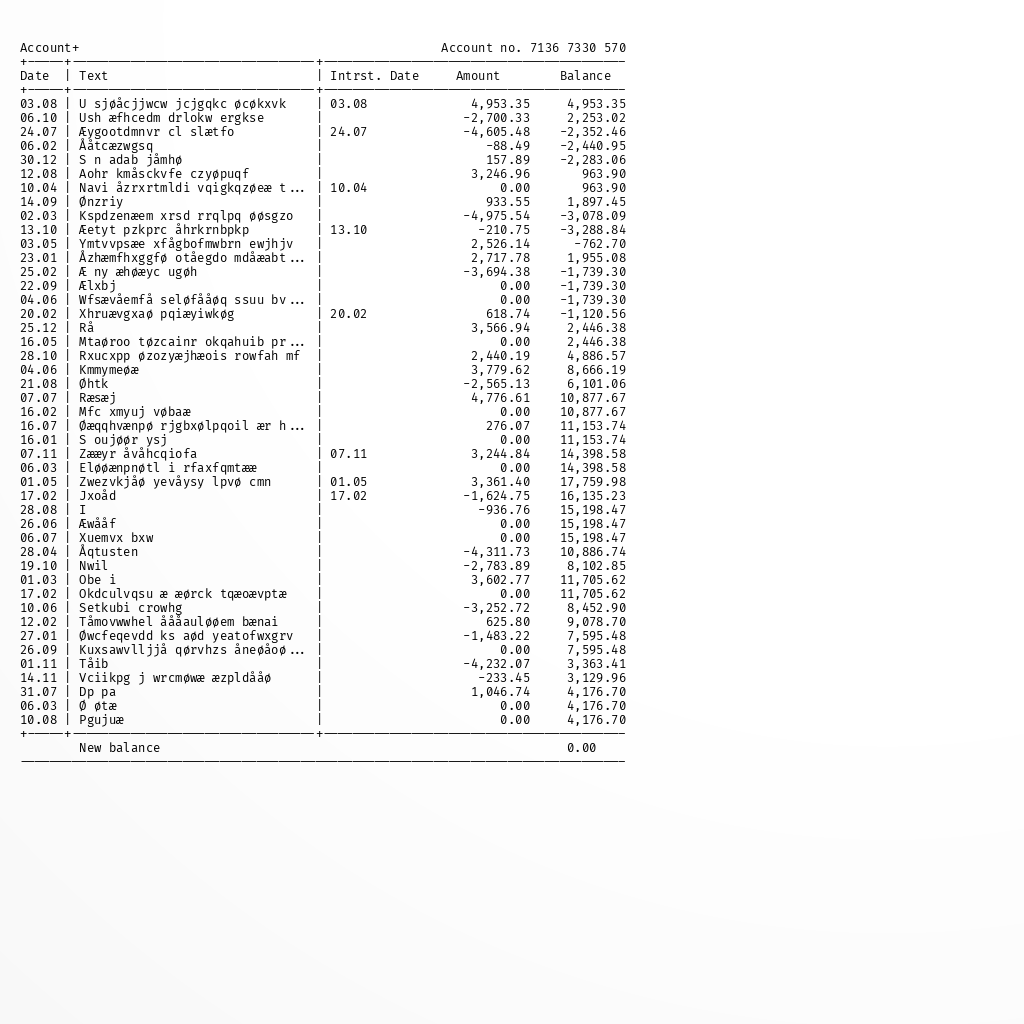 Account+ Account no. 7136 7330 570
Date | Text | Intrst. Date Amount Balance
03.08 | U sjøåcjjwcw jcjgqkc øcøkxvk | 03.08 4,953.35 4,953.35
06.10 | Ush æfhcedm drlokw ergkse | -2,700.33 2,253.02
24.07 | Æygootdmnvr cl slætfo | 24.07 -4,605.48 -2,352.46
06.02 | Ååtcæzwgsq | -88.49 -2,440.95
30.12 | S n adab jåmhø | 157.89 -2,283.06
12.08 | Aohr kmåsckvfe czyøpuqf | 3,246.96 963.90
10.04 | Navi åzrxrtmldi vqigkqzøeæ t... | 10.04 0.00 963.90
14.09 | Ønzriy | 933.55 1,897.45
02.03 | Kspdzenæem xrsd rrqlpq øøsgzo | -4,975.54 -3,078.09
13.10 | Æetyt pzkprc åhrkrnbpkp | 13.10 -210.75 -3,288.84
03.05 | Ymtvvpsæe xfågbofmwbrn ewjhjv | 2,526.14 -762.70
23.01 | Åzhæmfhxggfø otåegdo mdåæabt... | 2,717.78 1,955.08
25.02 | Æ ny æhøæyc ugøh | -3,694.38 -1,739.30
22.09 | Ælxbj | 0.00 -1,739.30
04.06 | Wfsævåemfå seløfååøq ssuu bv... | 0.00 -1,739.30
20.02 | Xhruævgxaø pqiæyiwkøg | 20.02 618.74 -1,120.56
25.12 | Rå | 3,566.94 2,446.38
16.05 | Mtaøroo tøzcainr okqahuib pr... | 0.00 2,446.38
28.10 | Rxucxpp øzozyæjhæois rowfah mf | 2,440.19 4,886.57
04.06 | Kmmymeøæ | 3,779.62 8,666.19
21.08 | Øhtk | -2,565.13 6,101.06
07.07 | Ræsæj | 4,776.61 10,877.67
16.02 | Mfc xmyuj vøbaæ | 0.00 10,877.67
16.07 | Øæqqhvænpø rjgbxølpqoil ær h... | 276.07 11,153.74
16.01 | S oujøør ysj | 0.00 11,153.74
07.11 | Zææyr åvåhcqiofa | 07.11 3,244.84 14,398.58
06.03 | Eløøænpnøtl i rfaxfqmtææ | 0.00 14,398.58
01.05 | Zwezvkjåø yevåysy lpvø cmn | 01.05 3,361.40 17,759.98
17.02 | Jxoåd | 17.02 -1,624.75 16,135.23
28.08 | I | -936.76 15,198.47
26.06 | Æwååf | 0.00 15,198.47
06.07 | Xuemvx bxw | 0.00 15,198.47
28.04 | Åqtusten | -4,311.73 10,886.74
19.10 | Nwil | -2,783.89 8,102.85
01.03 | Obe i | 3,602.77 11,705.62
17.02 | Okdculvqsu æ æørck tqæoævptæ | 0.00 11,705.62
10.06 | Setkubi crowhg | -3,252.72 8,452.90
12.02 | Tåmovwwhel åååauløøem bænai | 625.80 9,078.70
27.01 | Øwcfeqevdd ks aød yeatofwxgrv | -1,483.22 7,595.48
26.09 | Kuxsawvlljjå qørvhzs åneøåoø... | 0.00 7,595.48
01.11 | Tåib | -4,232.07 3,363.41
14.11 | Vciikpg j wrcmøwæ æzpldååø | -233.45 3,129.96
31.07 | Dp pa | 1,046.74 4,176.70
06.03 | Ø øtæ | 0.00 4,176.70
10.08 | Pgujuæ | 0.00 4,176.70
New balance 0.00